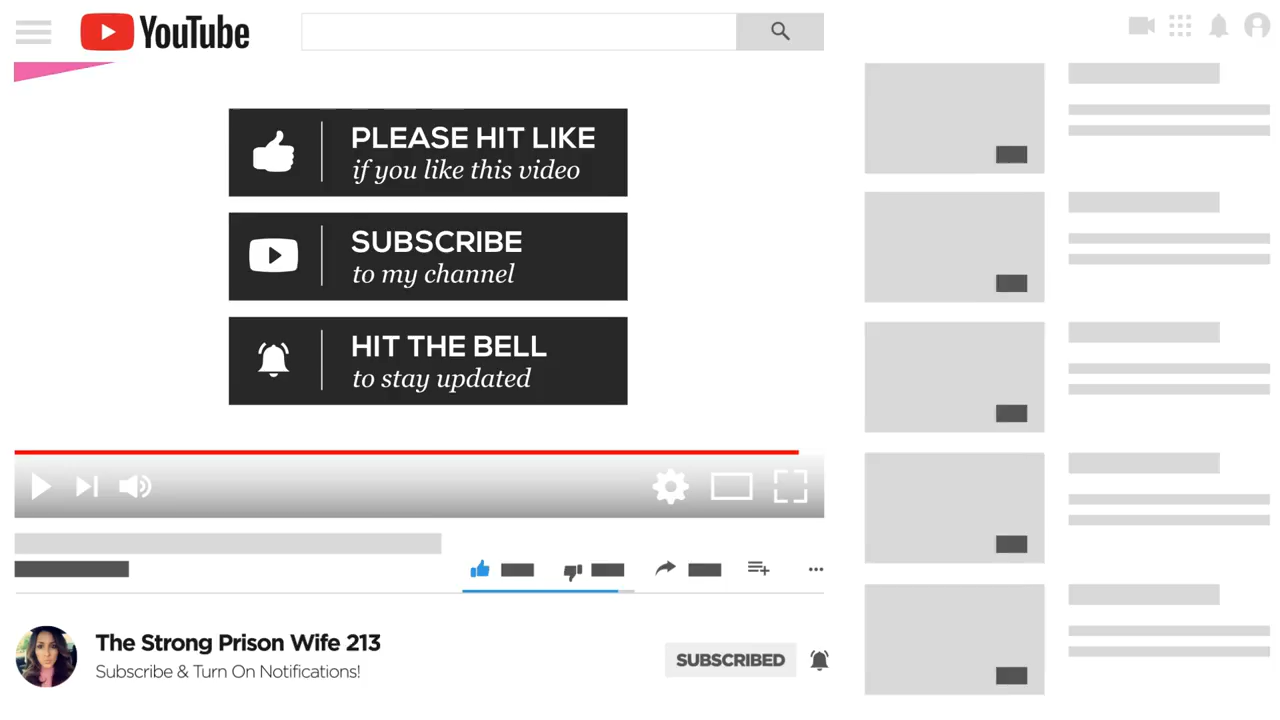 YouTube
PLEASE HIT LIKE
if you like this video
SUBSCRIBE
to my channel
HIT THE BELL
to stay updated
The Strong Prison Wife 213
Subscribe & Turn On Notifications!
SUBSCRIBED